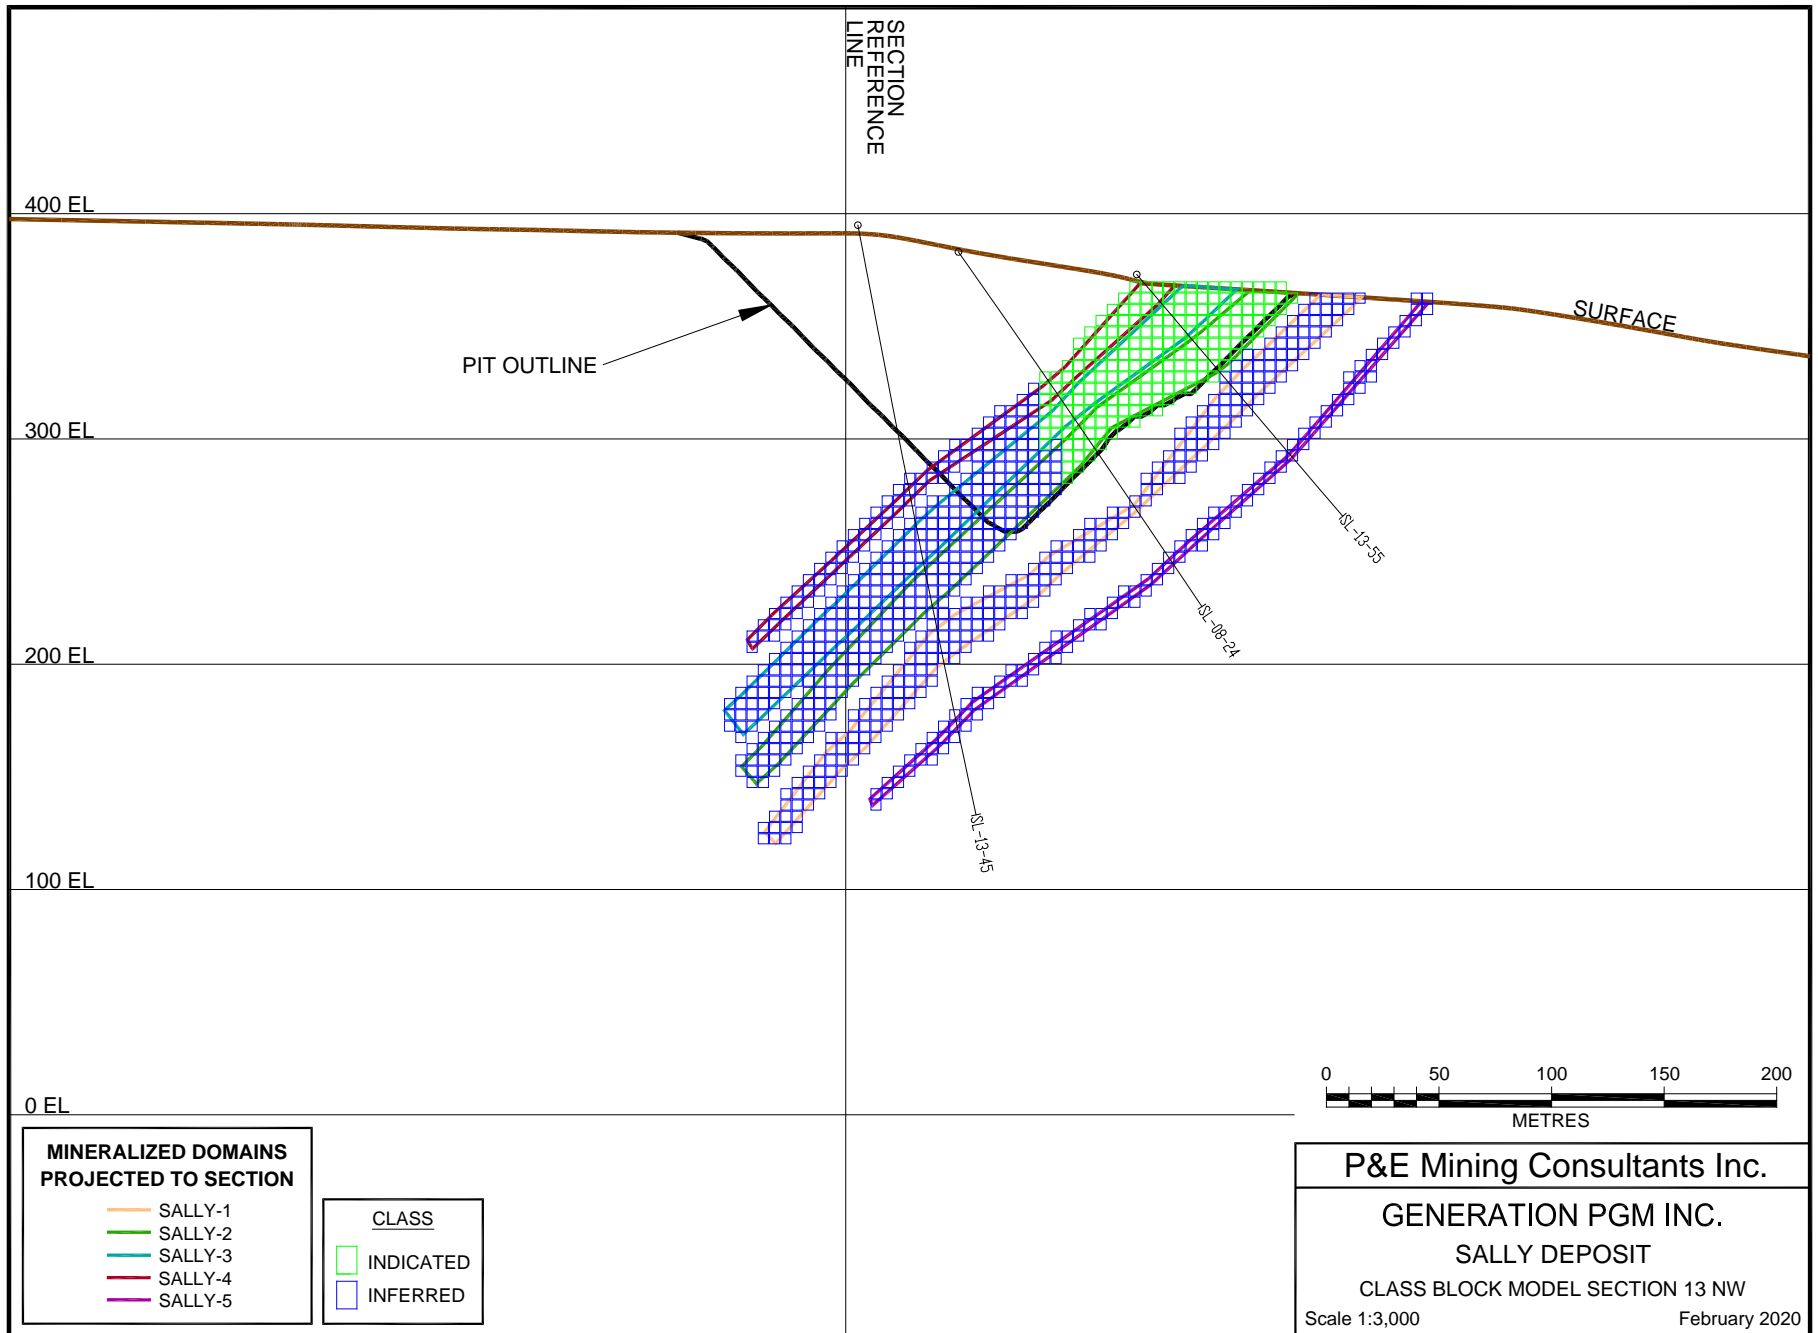 SECTION
REFERENCE
LINE
400 EL
SURFACE
PIT OUTLINE
300 EL
ISL-13-55
ISL-08-24
200 EL
ISL-13-45
100 EL
0 EL
0 50 100 150 200
METRES
MINERALIZED DOMAINS
PROJECTED TO SECTION
SALLY-1
SALLY-2
SALLY-3
SALLY-4
SALLY-5
CLASS
INDICATED
INFERRED
P&E Mining Consultants Inc.
GENERATION PGM INC.
SALLY DEPOSIT
CLASS BLOCK MODEL SECTION 13 NW
Scale 1:3,000 February 2020